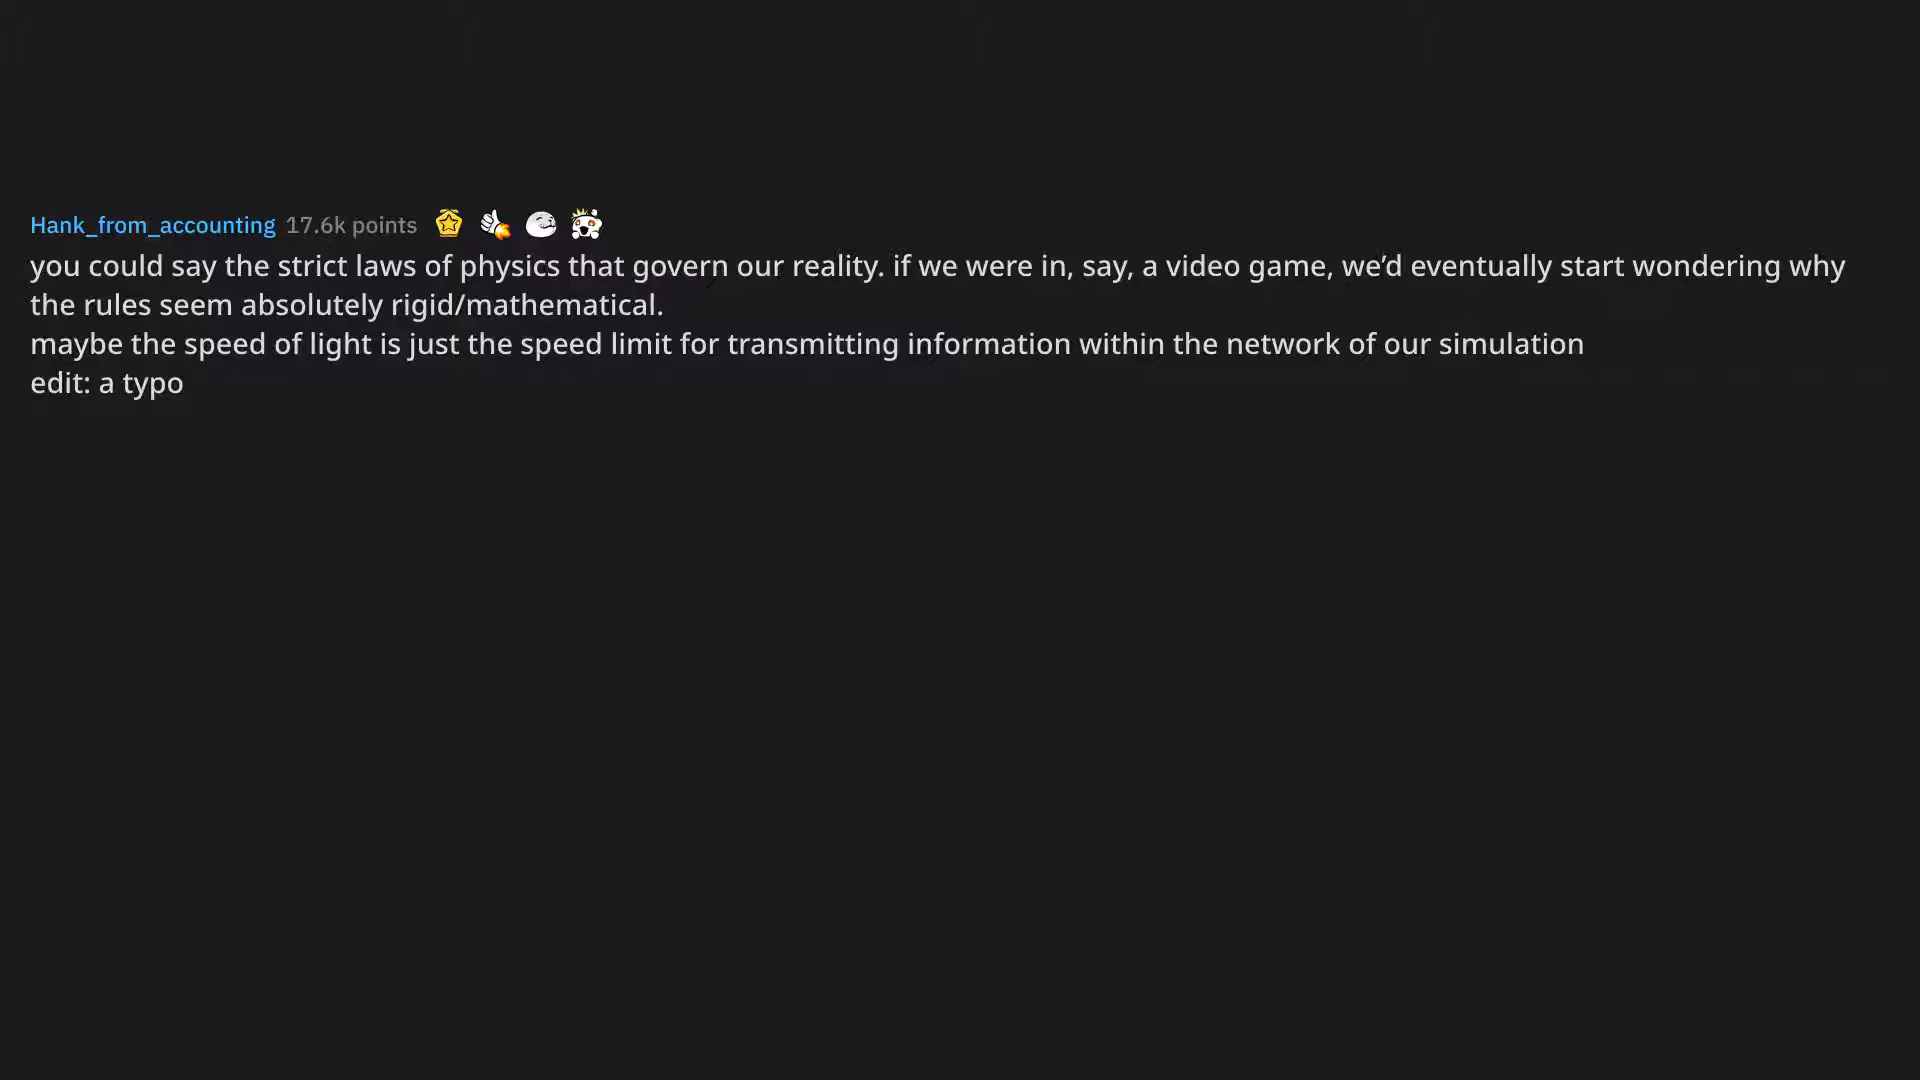 Hank_from_accounting 17.6k points
you could say the strict laws of physics that govern our reality. if we were in, say, a video game, we’d eventually start wondering why
the rules seem absolutely rigid/mathematical.
maybe the speed of light is just the speed limit for transmitting information within the network of our simulation
edit: a typo